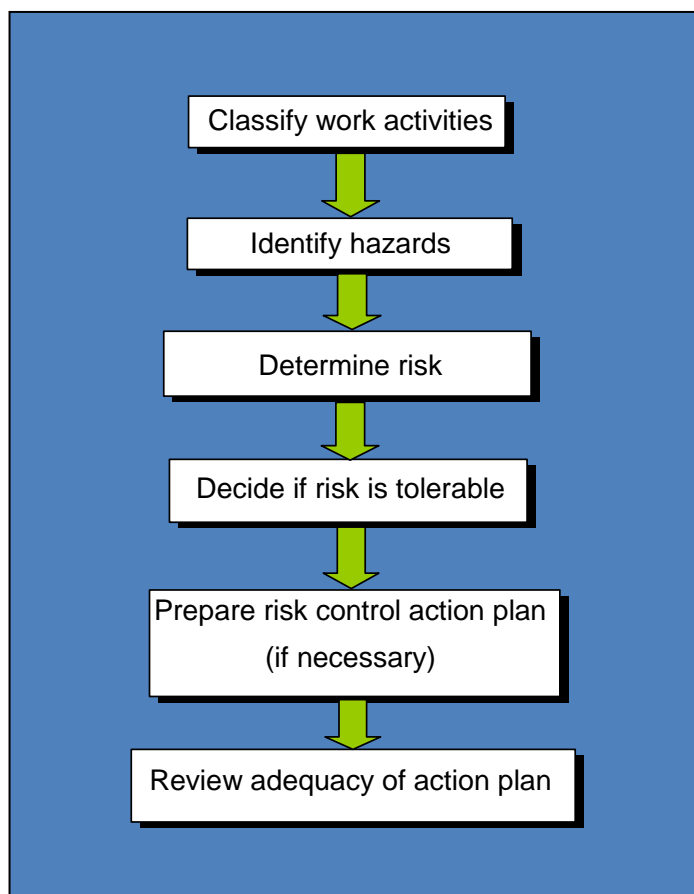 Classify work activities
Identify hazards
Determine risk
Decide if risk is tolerable
Prepare risk control action plan
(if necessary)
Review adequacy of action plan